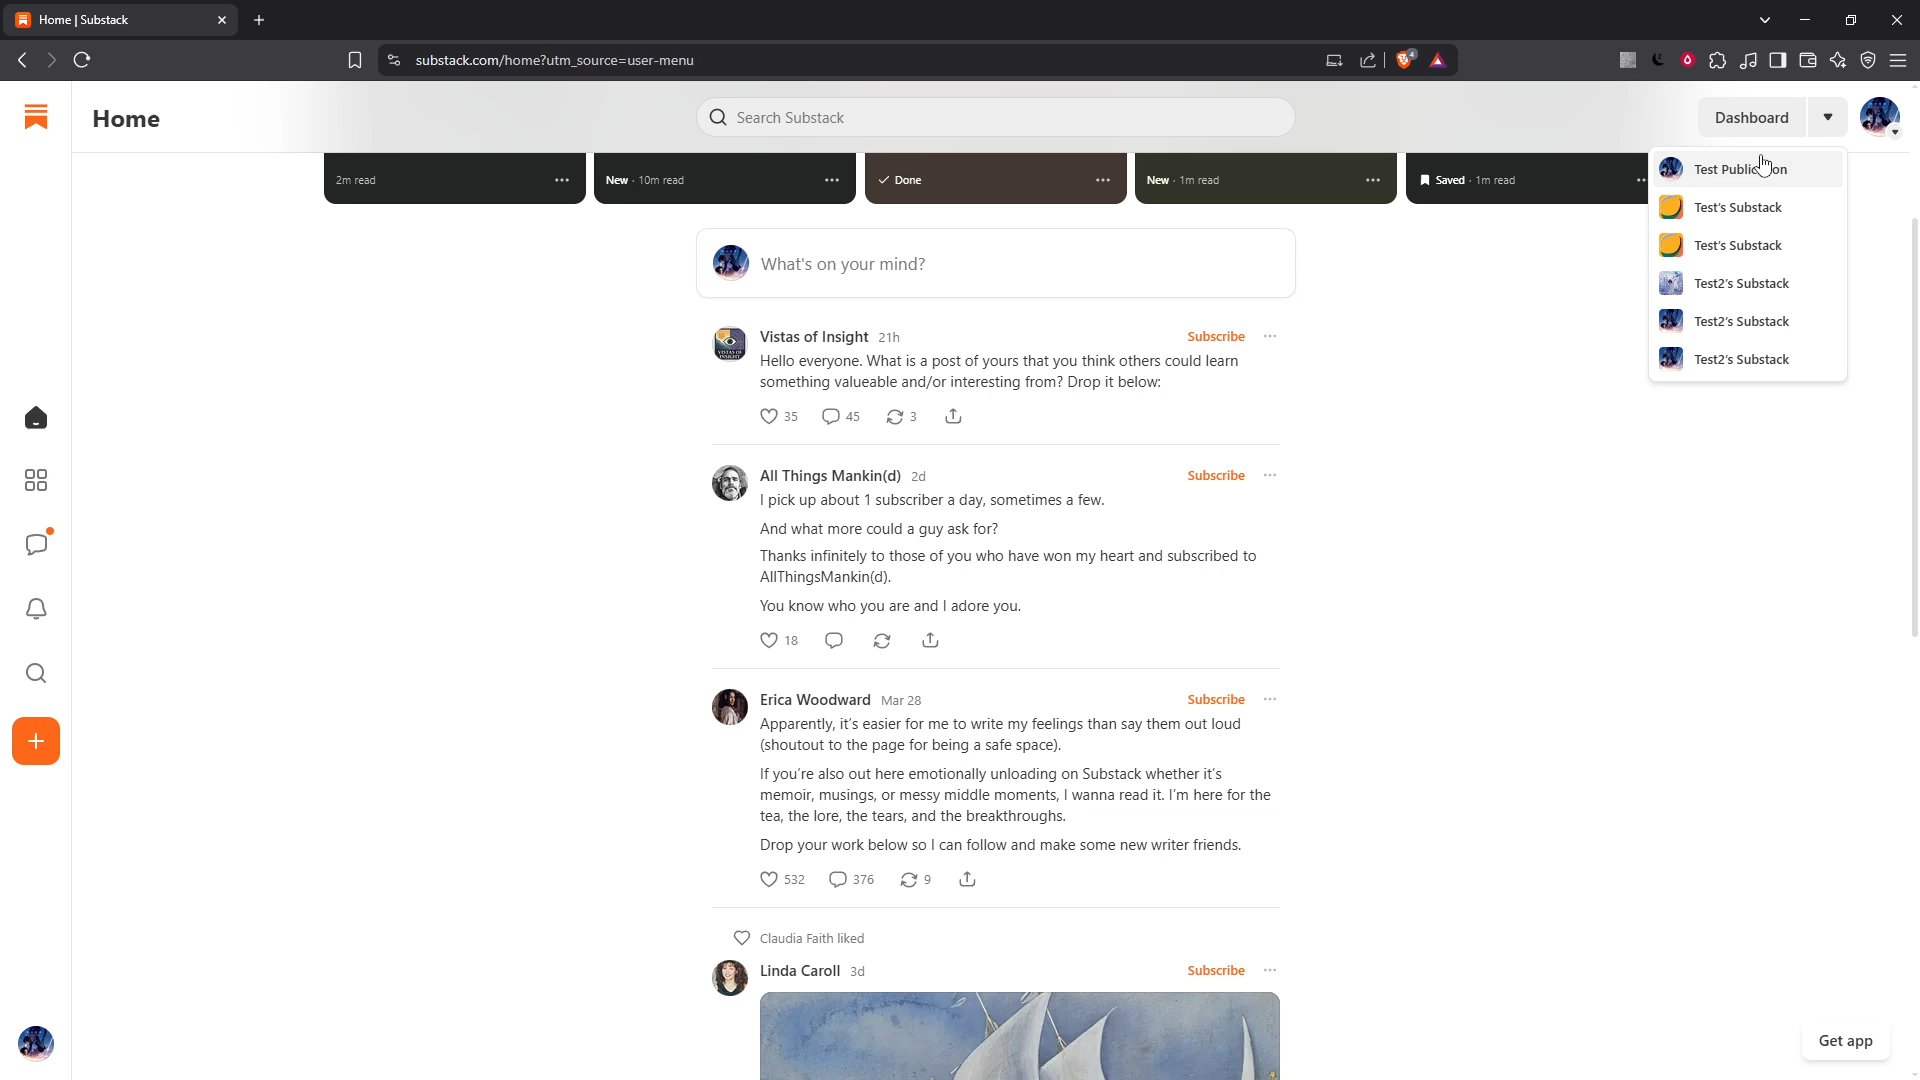 Home | Substack
substack.com/home?utm_source=user-menu
4
Home
Search Substack
Dashboard
2m read
New · 10m read
Done
New · 1m read
Saved · 1m read
Test's Substack
Test's Substack
Test2's Substack
Test2's Substack
Test2's Substack
What's on your mind?
Vistas of Insight 21h
Subscribe
VISTAS OF INSIGHT
Hello everyone. What is a post of yours that you think others could learn
something valueable and/or interesting from? Drop it below:
35 45 3
All Things Mankin(d) 2d
Subscribe
I pick up about 1 subscriber a day, sometimes a few.
And what more could a guy ask for?
Thanks infinitely to those of you who have won my heart and subscribed to
AllThingsMankin(d).
You know who you are and I adore you.
18
Erica Woodward Mar 28
Subscribe
Apparently, it's easier for me to write my feelings than say them out loud
(shoutout to the page for being a safe space).
If you're also out here emotionally unloading on Substack whether it's
memoir, musings, or messy middle moments, I wanna read it. I'm here for the
tea, the lore, the tears, and the breakthroughs.
Drop your work below so I can follow and make some new writer friends.
532 376 9
Claudia Faith liked
Linda Caroll 3d
Subscribe
Get app